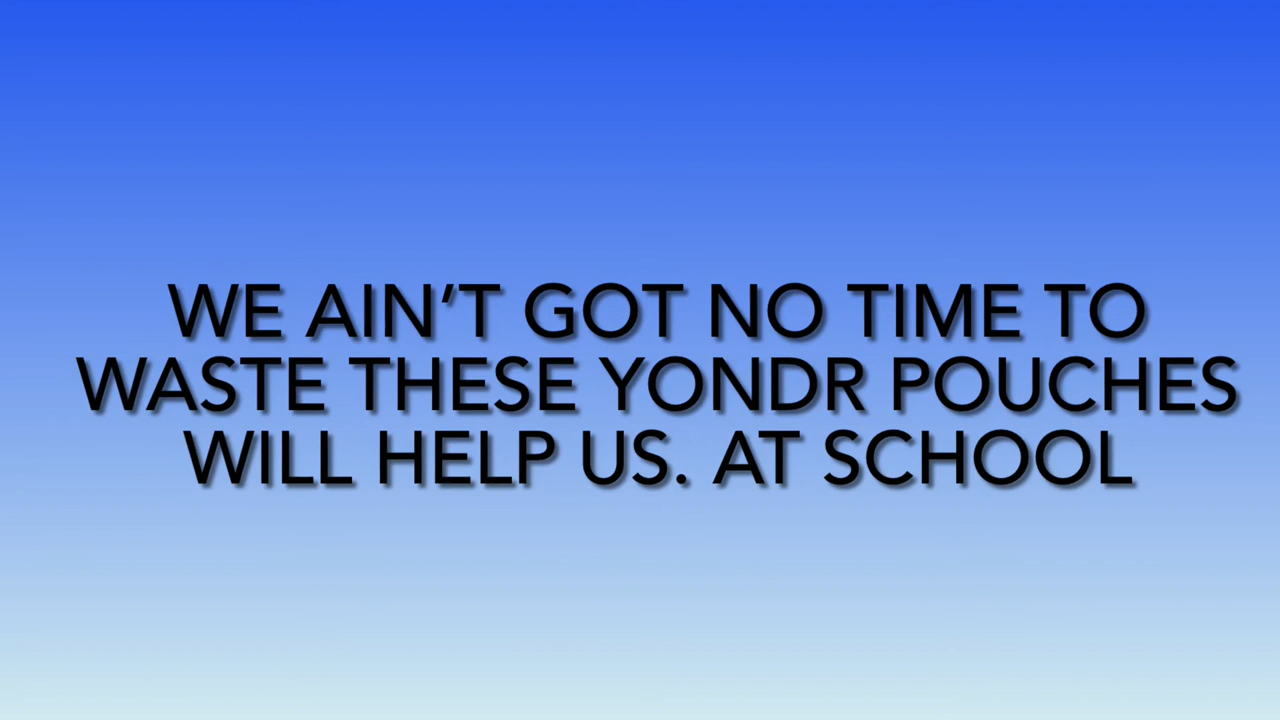 WE AIN’T GOT NO TIME TO
WASTE THESE YONDR POUCHES
WILL HELP US. AT SCHOOL